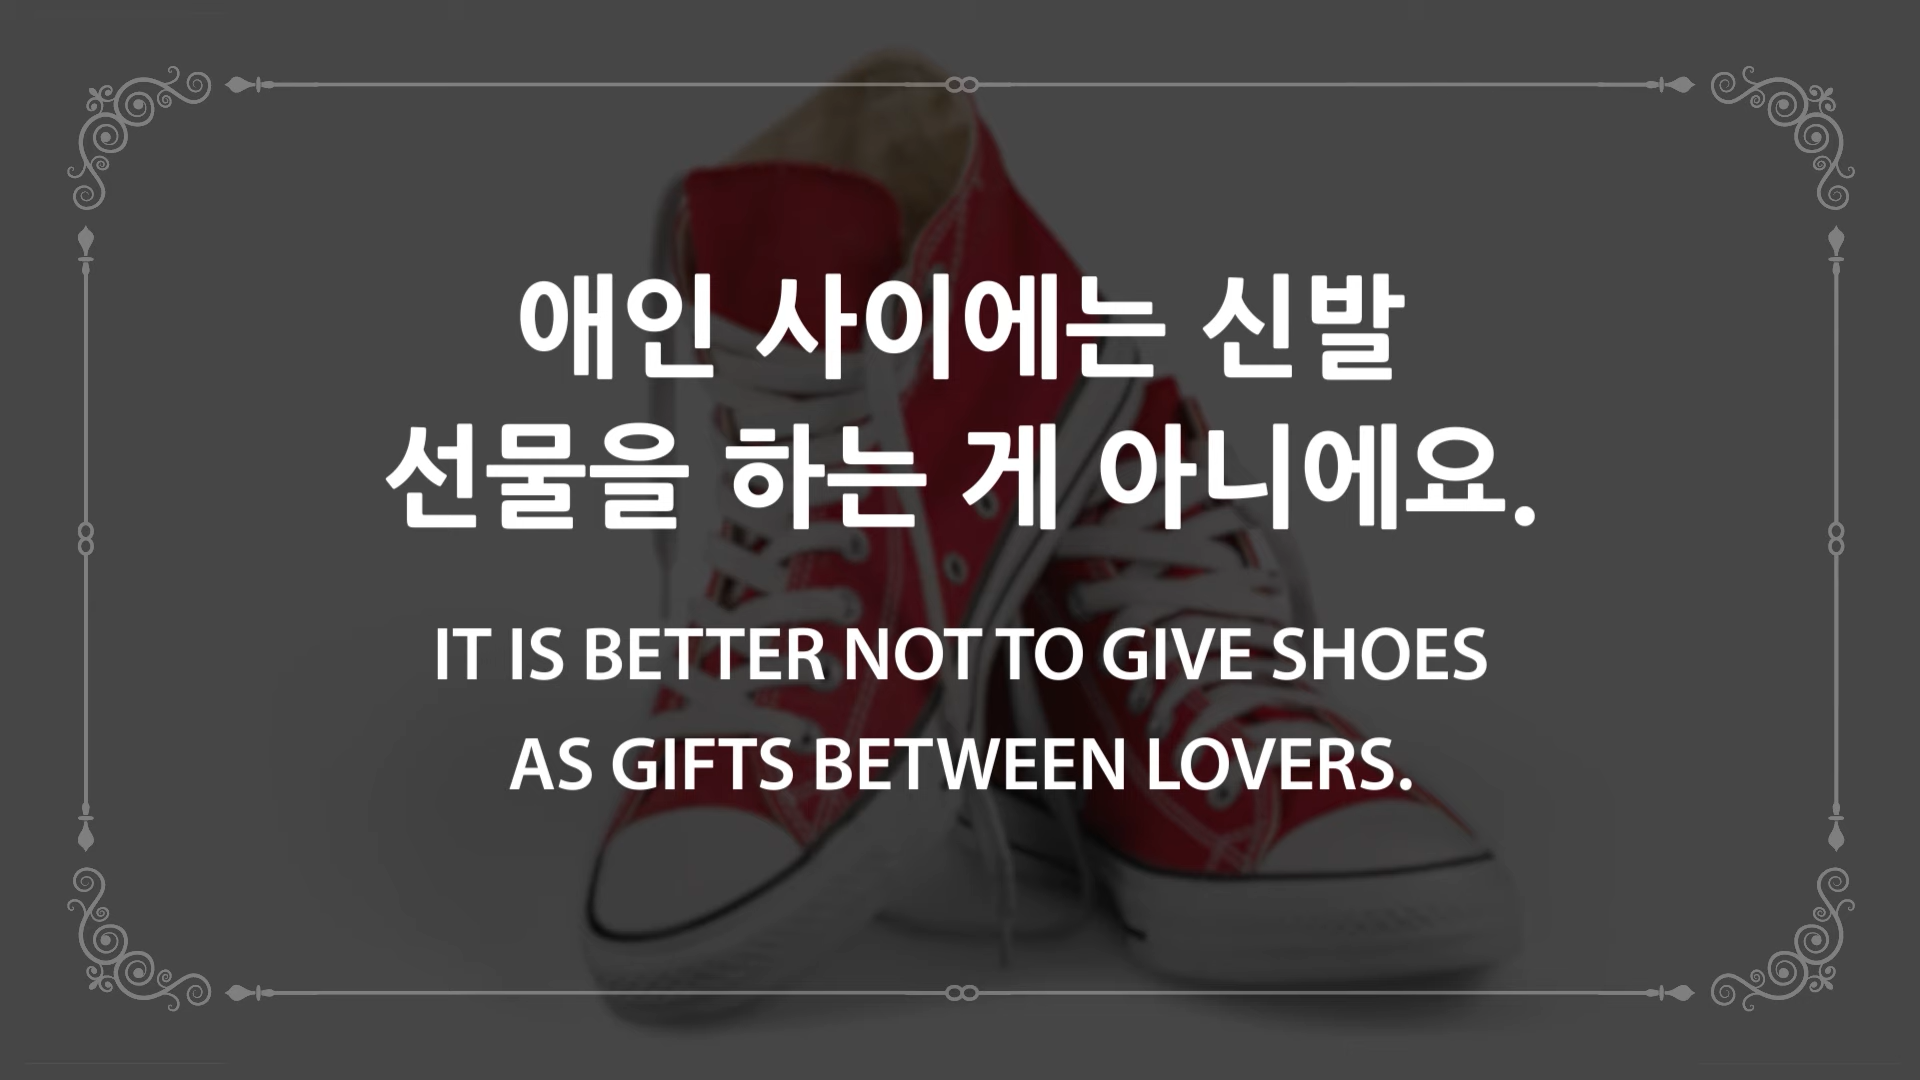 애인 사이에는 신발
선물을 하는 게 아니에요.
IT IS BETTER NOT TO GIVE SHOES
AS GIFTS BETWEEN LOVERS.